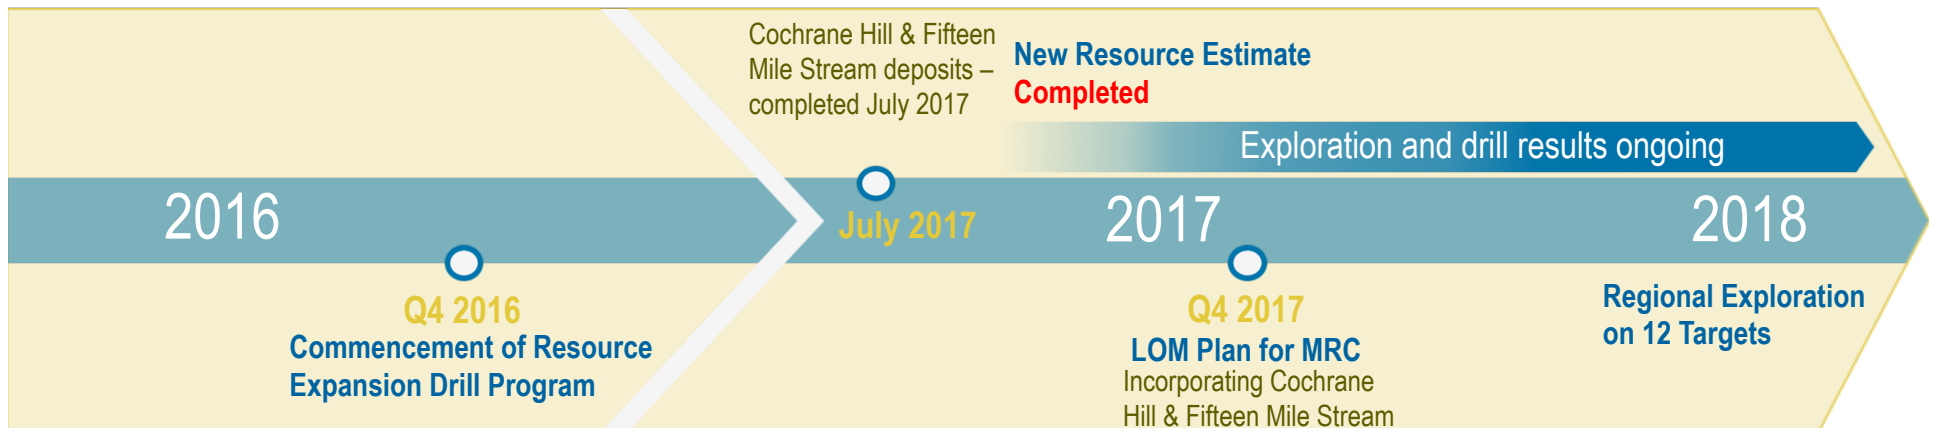 Cochrane Hill & Fifteen
Mile Stream deposits –
completed July 2017
New Resource Estimate
Completed
Exploration and drill results ongoing
2016
July 2017
2017
2018
Q4 2016
Commencement of Resource
Expansion Drill Program
Q4 2017
LOM Plan for MRC
Incorporating Cochrane
Hill & Fifteen Mile Stream
Regional Exploration
on 12 Targets